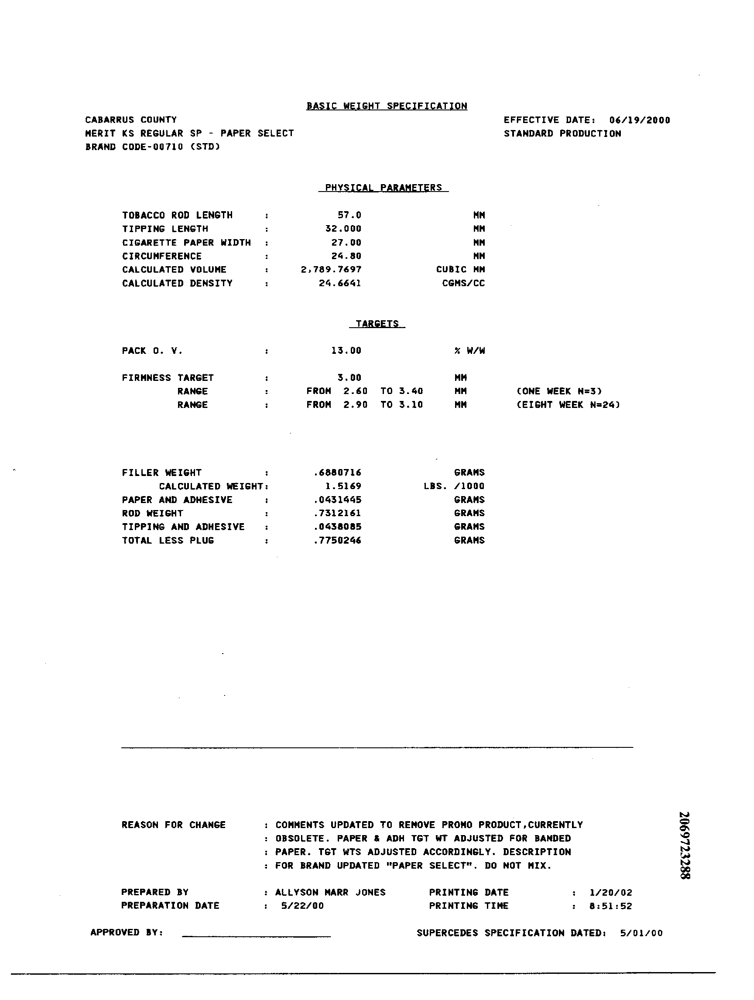 BASIC WEIGHT SPECIFICATION
CABARRUS COUNTY EFFECTIVE DATE: 06/19/2000
MERIT KS REGULAR SP - PAPER SELECT STANDARD PRODUCTION
BRAND CODE-00710 (STD)
PHYSICAL PARAMETERS
TOBACCO ROD LENGTH : 57.0 MM
TIPPING LENGTH : 32.000 MM
CIGARETTE PAPER WIDTH : 27.00 MM
CIRCUMFERENCE : 24.80 MM
CALCULATED VOLUME : 2,789.7697 CUBIC MM
CALCULATED DENSITY : 24.6641 CGMS/CC
TARGETS
PACK O. V. : 13.00 % W/W
FIRMNESS TARGET : 3.00 MM
RANGE : FROM 2.60 TO 3.40 MM (ONE WEEK N=3)
RANGE : FROM 2.90 TO 3.10 MM (EIGHT WEEK N=24)
FILLER WEIGHT : .6880716 GRAMS
CALCULATED WEIGHT: 1.5169 LBS. /1000
PAPER AND ADHESIVE : .0431445 GRAMS
ROD WEIGHT : .7312161 GRAMS
TIPPING AND ADHESIVE : .0438085 GRAMS
TOTAL LESS PLUG : .7750246 GRAMS
REASON FOR CHANGE : COMMENTS UPDATED TO REMOVE PROMO PRODUCT,CURRENTLY
: OBSOLETE. PAPER & ADH TGT WT ADJUSTED FOR BANDED
: PAPER. TGT WTS ADJUSTED ACCORDINGLY. DESCRIPTION
: FOR BRAND UPDATED "PAPER SELECT". DO NOT MIX.
PREPARED BY : ALLYSON MARR JONES PRINTING DATE : 1/20/02
PREPARATION DATE : 5/22/00 PRINTING TIME : 8:51:52
APPROVED BY: SUPERCEDES SPECIFICATION DATED: 5/01/00
2069723288